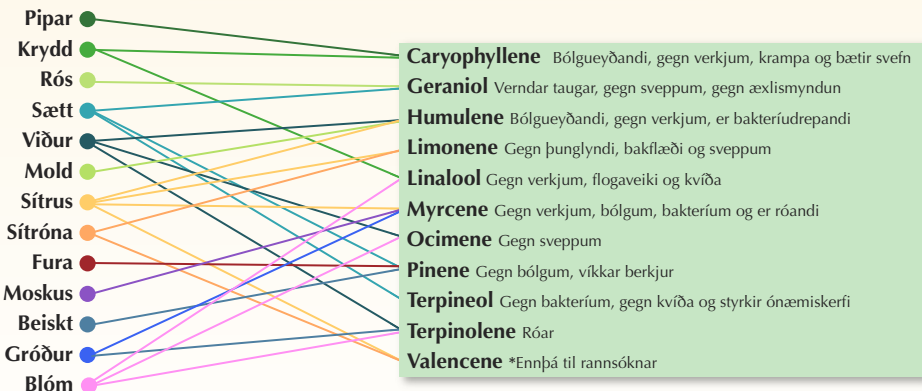 Pipar
Krydd
Rós
Sætt
Viður
Mold
Sítrus
Sítróna
Fura
Moskus
Beiskt
Gróður
Blóm
Caryophyllene Bólgueyðandi, gegn verkjum, krampa og bætir svefn
Geraniol Verndar taugar, gegn sveppum, gegn æxlismyndun
Humulene Bólgueyðandi, gegn verkjum, er bakteríudrepandi
Limonene Gegn þunglyndi, bakflæði og sveppum
Linalool Gegn verkjum, flogaveiki og kvíða
Myrcene Gegn verkjum, bólgum, bakteríum og er róandi
Ocimene Gegn sveppum
Pinene Gegn bólgum, víkkar berkjur
Terpineol Gegn bakteríum, gegn kvíða og styrkir ónæmiskerfi
Terpinolene Róar
Valencene *Ennþá til rannsóknar